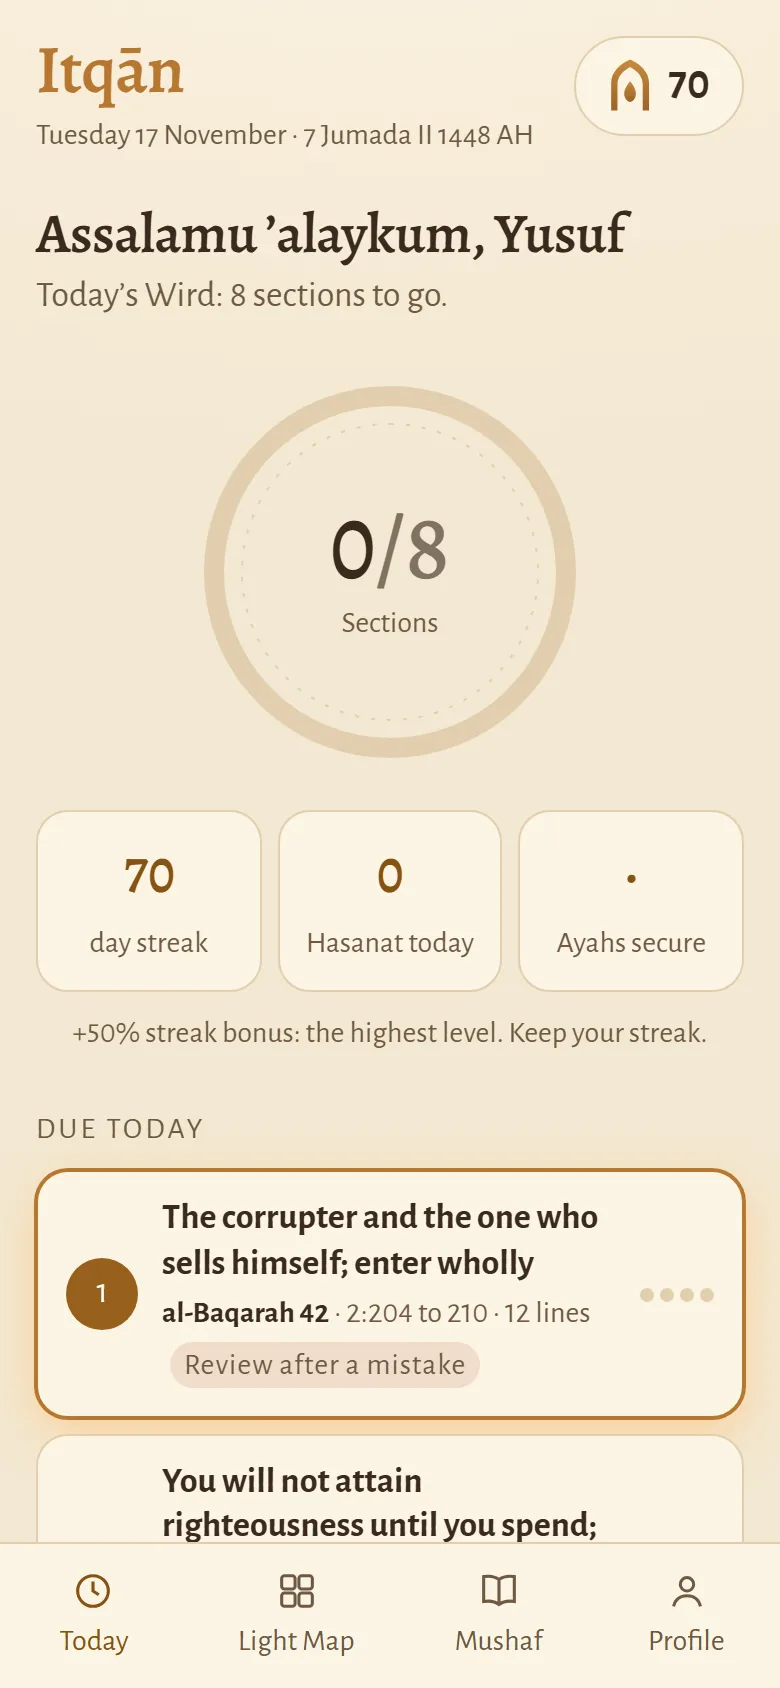 Itqān
70
Tuesday 17 November · 7 Jumada II 1448 AH
Assalamu ’alaykum, Yusuf
Today’s Wird: 8 sections to go.
0/8
Sections
70
day streak
0
Hasanat today
·
Ayahs secure
+50% streak bonus: the highest level. Keep your streak.
DUE TODAY
1
The corrupter and the one who
sells himself; enter wholly
al-Baqarah 42 · 2:204 to 210 · 12 lines
Review after a mistake
You will not attain
righteousness until you spend;
Today
Light Map
Mushaf
Profile